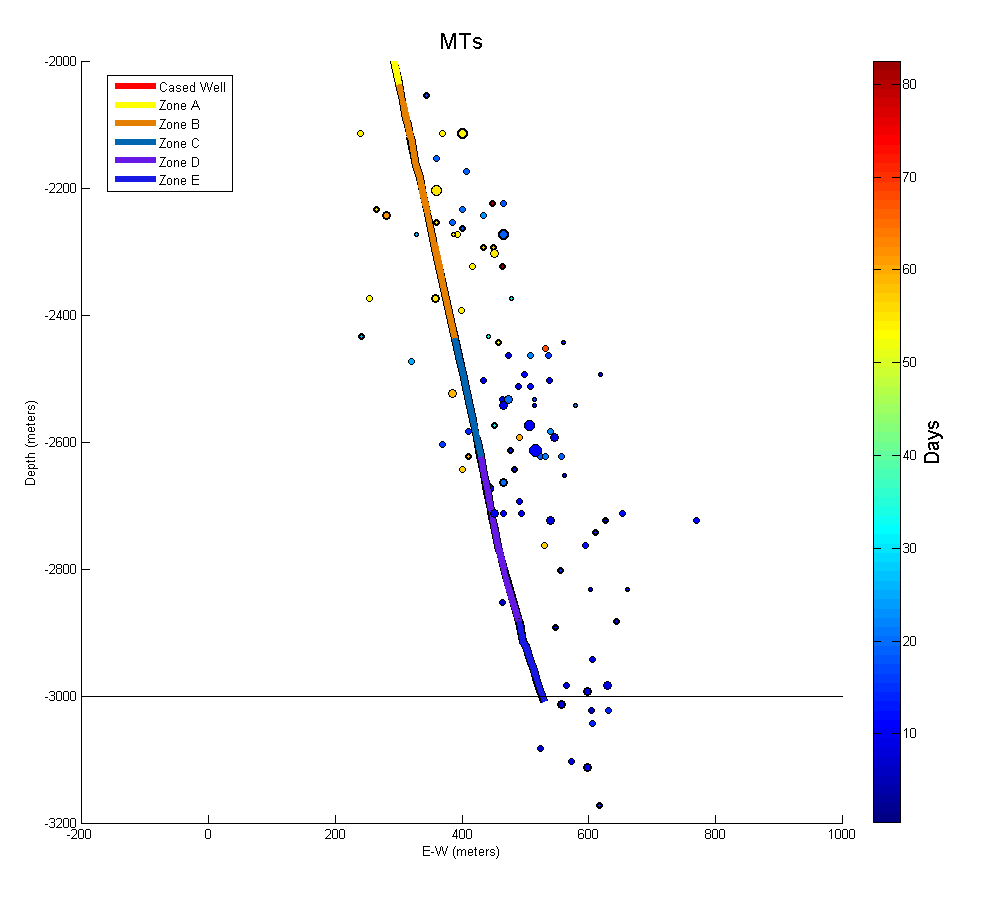 MTs
-2000
-2200
-2400
-2600
-2800
-3000
-3200
Depth (meters)
Cased Well
Zone A
Zone B
Zone C
Zone D
Zone E
-200
0
200
400
600
800
1000
E-W (meters)
80
70
60
50
40
30
20
10
Days